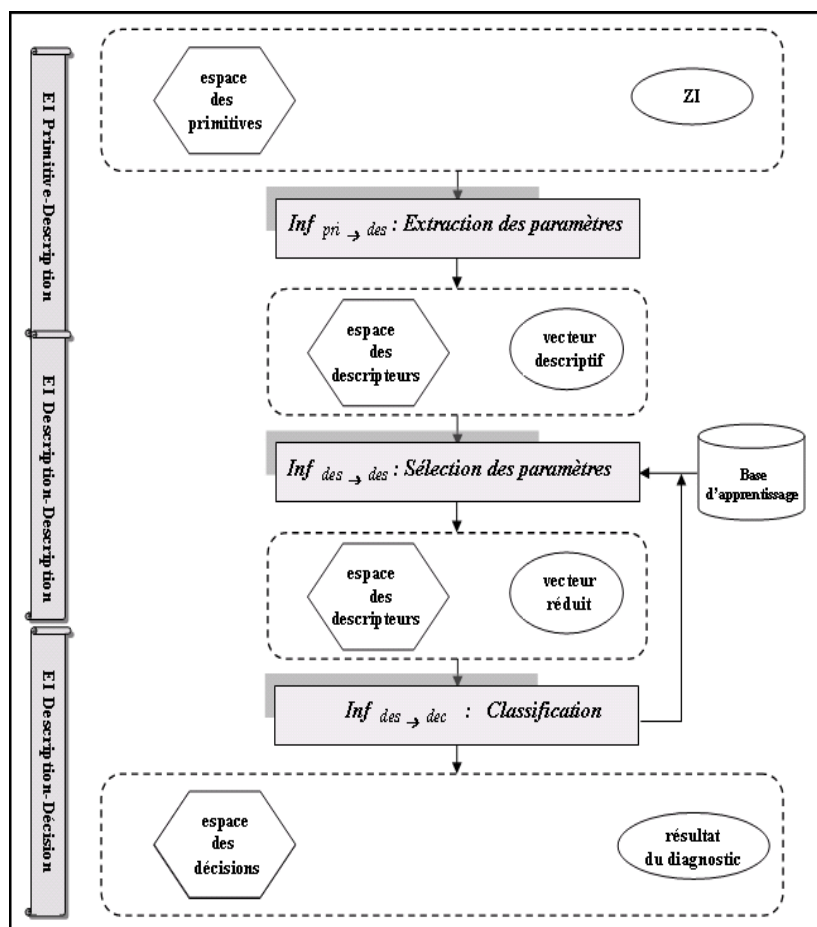 EI Primitive-Description
espace
des
primitives
ZI
Inf pri → des : Extraction des paramètres
espace
des
descripteurs
vecteur
descriptif
EI Description-Description
Inf des → des : Sélection des paramètres
Base
d'apprentissage
espace
des
descripteurs
vecteur
réduit
EI Description-Décision
Inf des → dec : Classification
espace
des
décisions
résultat
du diagnostic